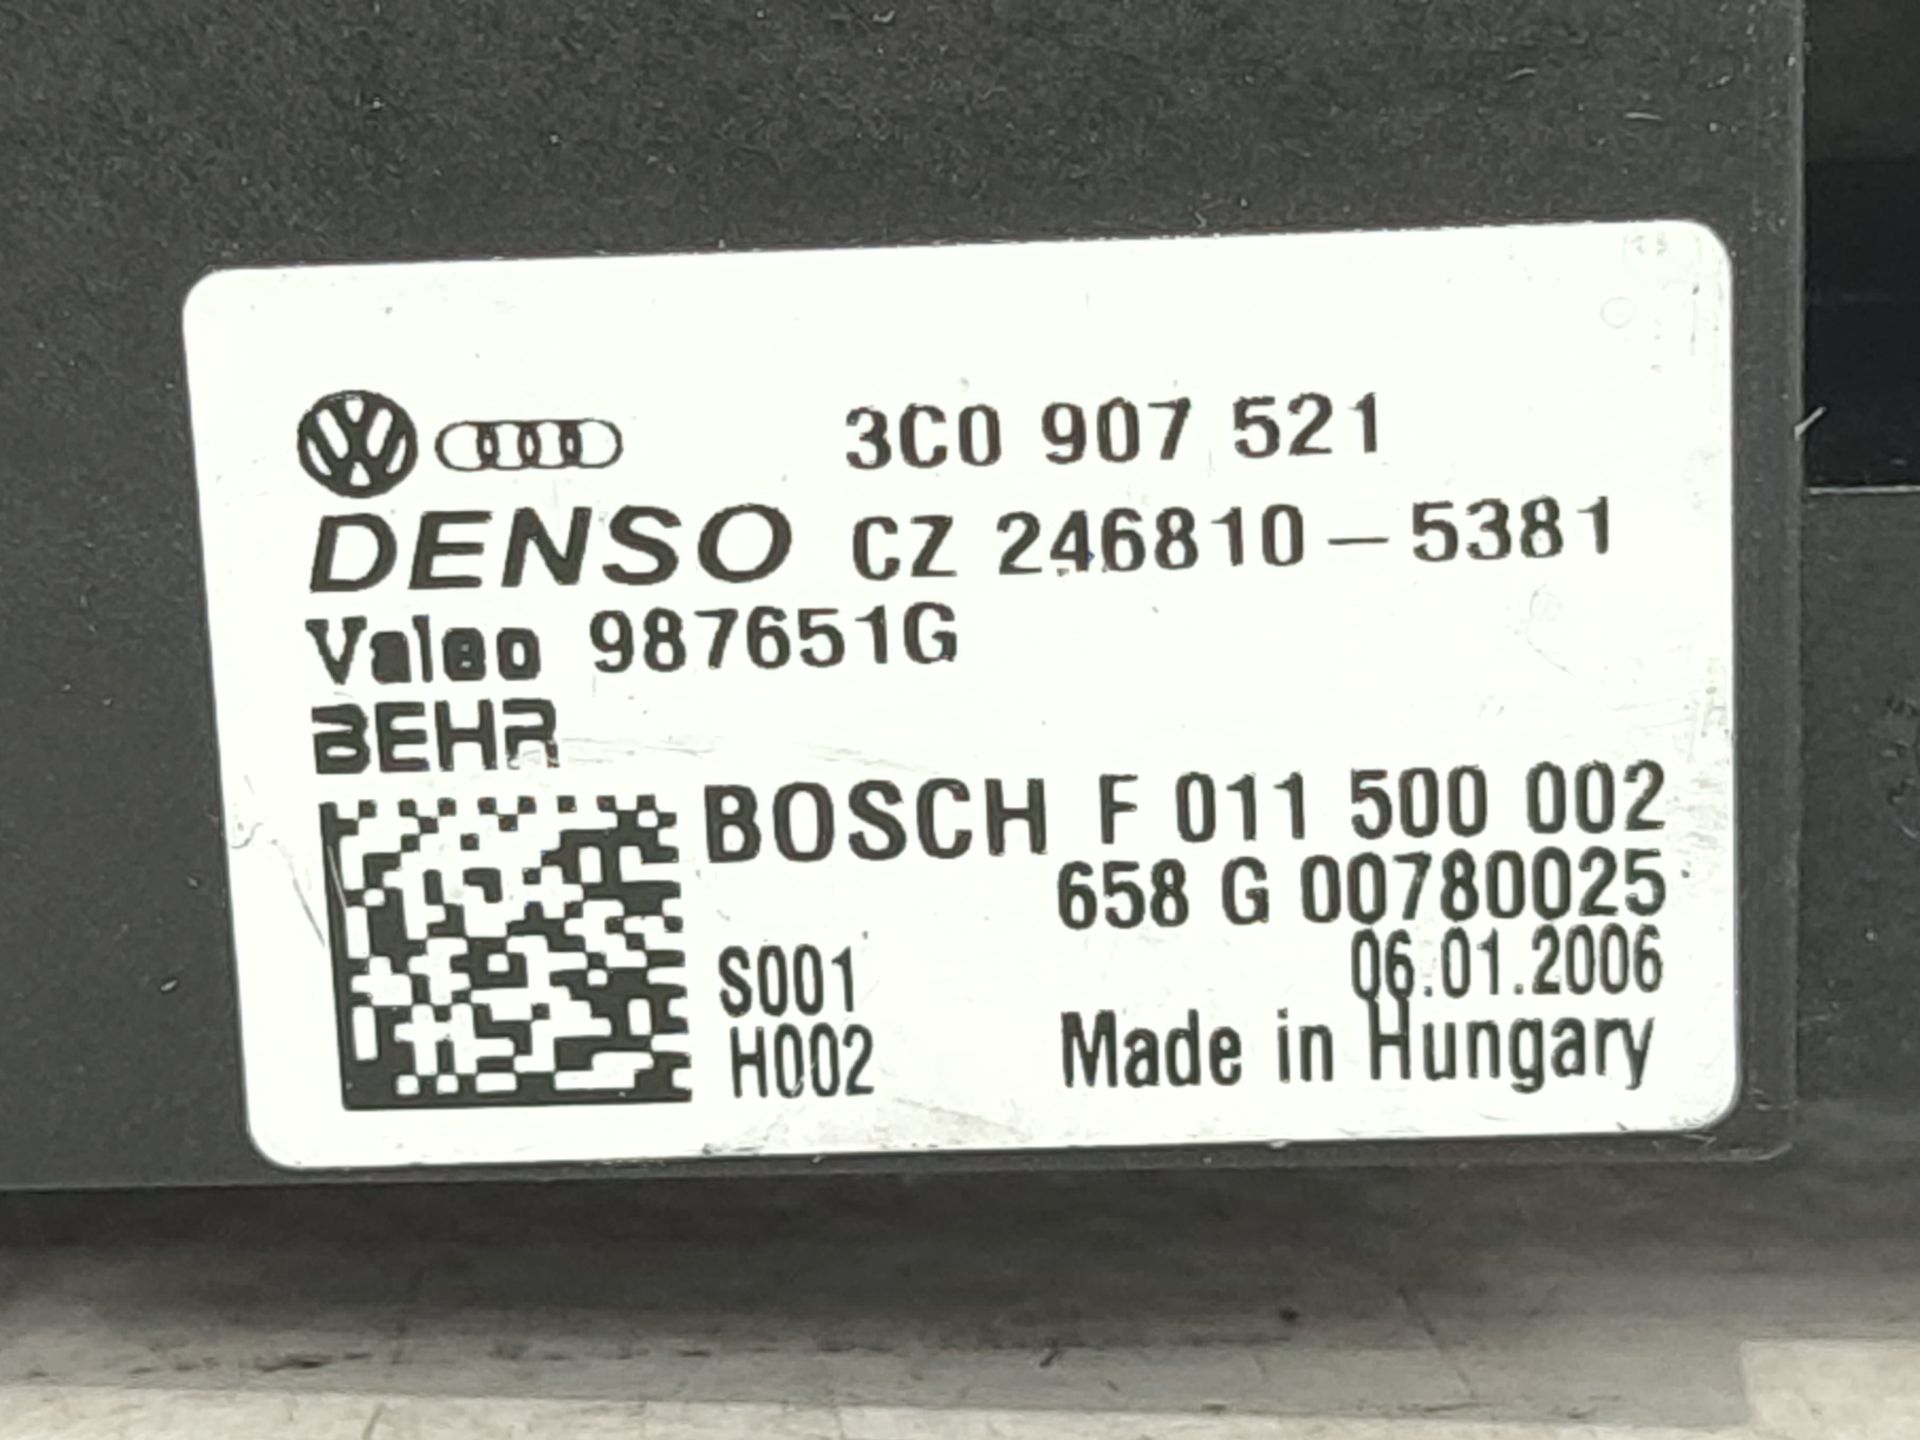 3C0 907 521
DENSO CZ 246810-5381
Valeo 987651G
BEHR
BOSCH F 011 500 002
658 G 00780025
S001 06.01.2006
H002 Made in Hungary